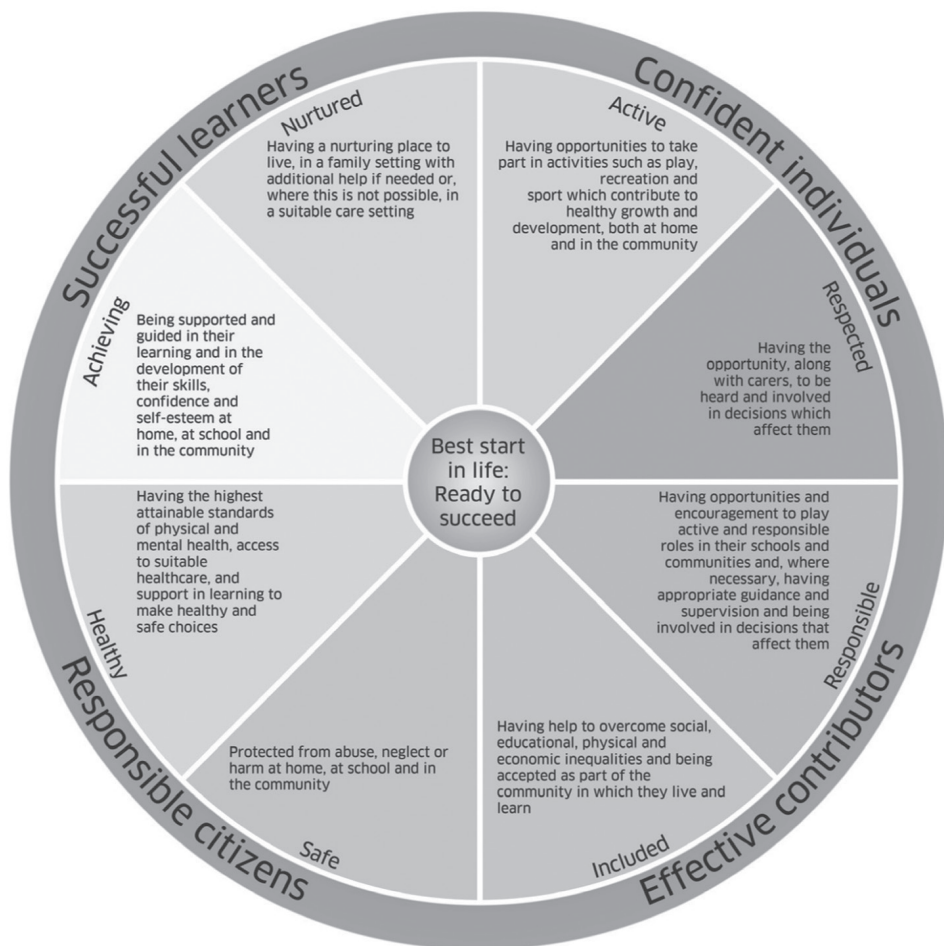 Successful learners
Confident individuals
Nurtured
Having a nurturing place to
live, in a family setting with
additional help if needed or,
where this is not possible, in
a suitable care setting
Active
Having opportunities to take
part in activities such as play,
recreation and
sport which contribute to
healthy growth and
development, both at home
and in the community
Achieving
Being supported and
guided in their
learning and in the
development of
their skills,
confidence and
self-esteem at
home, at school and
in the community
Respected
Having the
opportunity, along
with carers, to be
heard and involved
in decisions which
affect them
Best start
in life:
Ready to
succeed
Healthy
Having the highest
attainable standards
of physical and
mental health, access
to suitable
healthcare, and
support in learning to
make healthy and
safe choices
Responsible
Having opportunities and
encouragement to play
active and responsible
roles in their schools and
communities and, where
necessary, having
appropriate guidance and
supervision and being
involved in decisions that
affect them
Protected from abuse, neglect or
harm at home, at school and in
the community
Safe
Having help to overcome social,
educational, physical and
economic inequalities and being
accepted as part of the
community in which they live and
learn
Included
Responsible citizens
Effective contributors